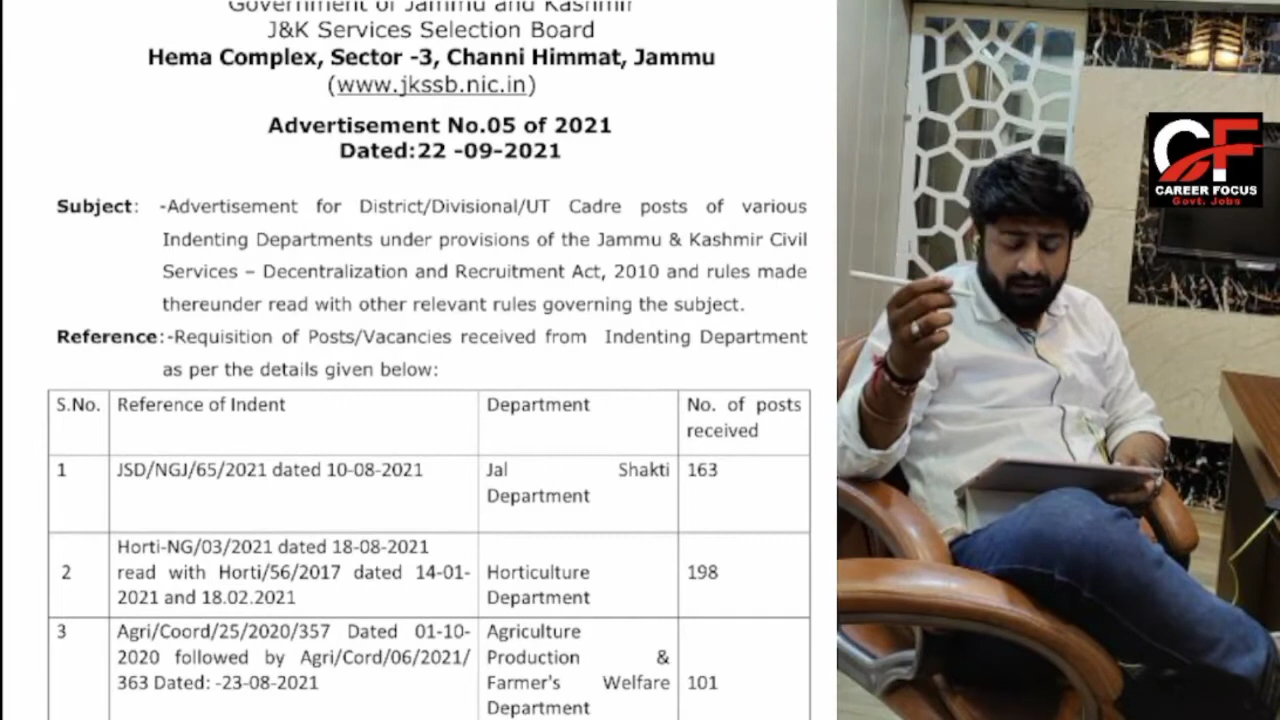 Government of Jammu and Kashmir
J&K Services Selection Board
Hema Complex, Sector -3, Channi Himmat, Jammu
(www.jkssb.nic.in)
Advertisement No.05 of 2021
Dated:22 -09-2021
Subject: -Advertisement for District/Divisional/UT Cadre posts of various
Indenting Departments under provisions of the Jammu & Kashmir Civil
Services – Decentralization and Recruitment Act, 2010 and rules made
thereunder read with other relevant rules governing the subject.
Reference:-Requisition of Posts/Vacancies received from Indenting Department
as per the details given below:
S.No. Reference of Indent Department No. of posts
received
1 JSD/NGJ/65/2021 dated 10-08-2021 Jal Shakti 163
Department
Horti-NG/03/2021 dated 18-08-2021
2 read with Horti/56/2017 dated 14-01- Horticulture 198
2021 and 18.02.2021 Department
3 Agri/Coord/25/2020/357 Dated 01-10- Agriculture
2020 followed by Agri/Cord/06/2021/ Production &
363 Dated: -23-08-2021 Farmer's Welfare 101
Department
CF
CAREER FOCUS
Govt. Jobs